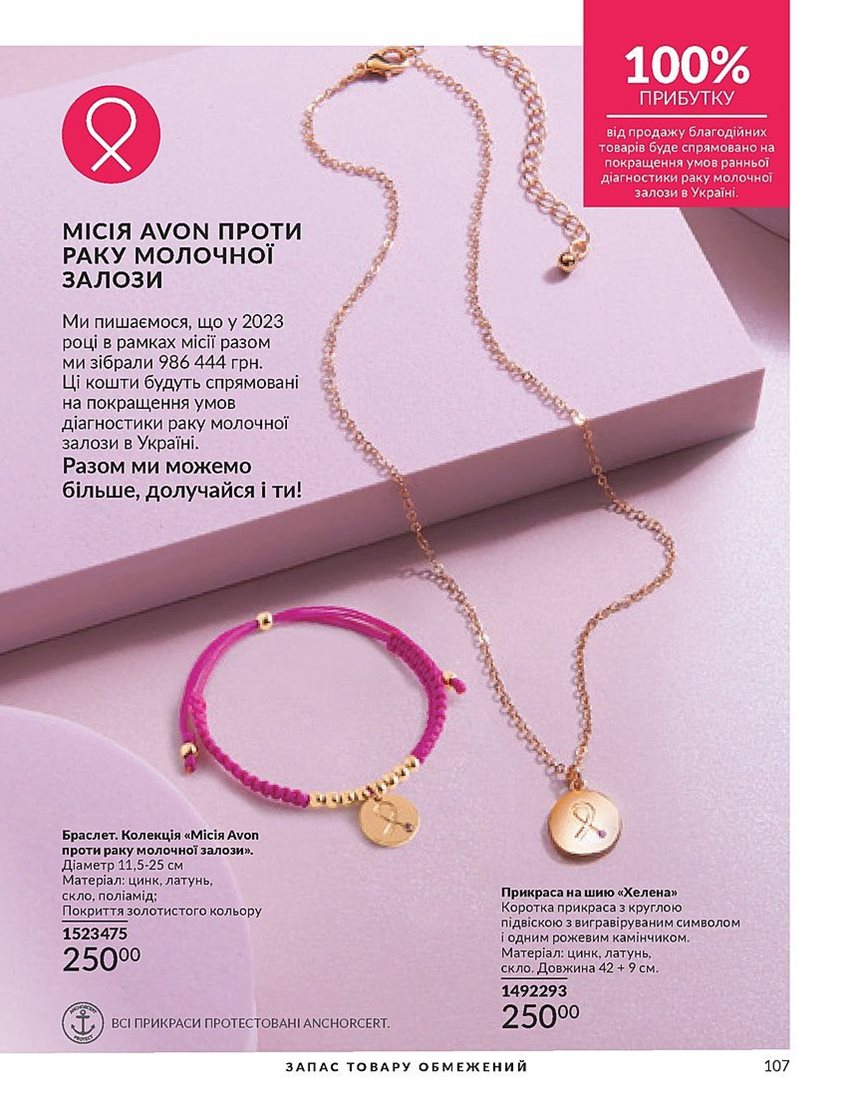 100%
ПРИБУТКУ
від продажу благодійних
товарів буде спрямовано на
покращення умов ранньої
діагностики раку молочної
залози в Україні.
МІСІЯ AVON ПРОТИ
РАКУ МОЛОЧНОЇ
ЗАЛОЗИ
Ми пишаємося, що у 2023
році в рамках місії разом
ми зібрали 986 444 грн.
Ці кошти будуть спрямовані
на покращення умов
діагностики раку молочної
залози в Україні.
Разом ми можемо
більше, долучайся і ти!
Браслет. Колекція «Місія Avon
проти раку молочної залози».
Діаметр 11,5-25 см
Матеріал: цинк, латунь,
скло, поліамід;
Покриття золотистого кольору
1523475
250⁰⁰
Прикраса на шию «Хелена»
Коротка прикраса з круглою
підвіскою з вигравіруваним символом
і одним рожевим камінчиком.
Матеріал: цинк, латунь,
скло. Довжина 42 + 9 см.
1492293
250⁰⁰
ANCHORCERT
PROTECT
ВСІ ПРИКРАСИ ПРОТЕСТОВАНІ ANCHORCERT.
ЗАПАС ТОВАРУ ОБМЕЖЕНИЙ
107